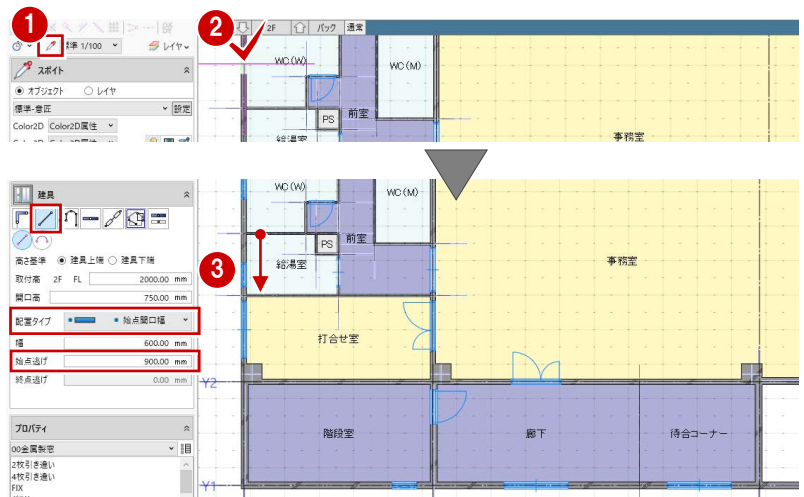 1
2
2F バック 通常
標準 1/100 レイヤ
スポイト
オブジェクト レイヤ
標準-意匠 設定
Color2D Color2D属性
WC(W)
WC(M)
PS
前室
給湯室
事務室
建具
高さ基準 建具上端 建具下端
取付高 2F FL 2000.00 mm
開口高 750.00 mm
配置タイプ 始点開口幅
幅 600.00 mm
始点逃げ 900.00 mm
終点逃げ 0.00 mm
プロパティ
00金属製窓
2枚引き違い
4枚引き違い
FIX
WC(W)
WC(M)
PS
前室
3
給湯室
事務室
打合せ室
Y2
階段室
廊下
待合コーナー
Y1